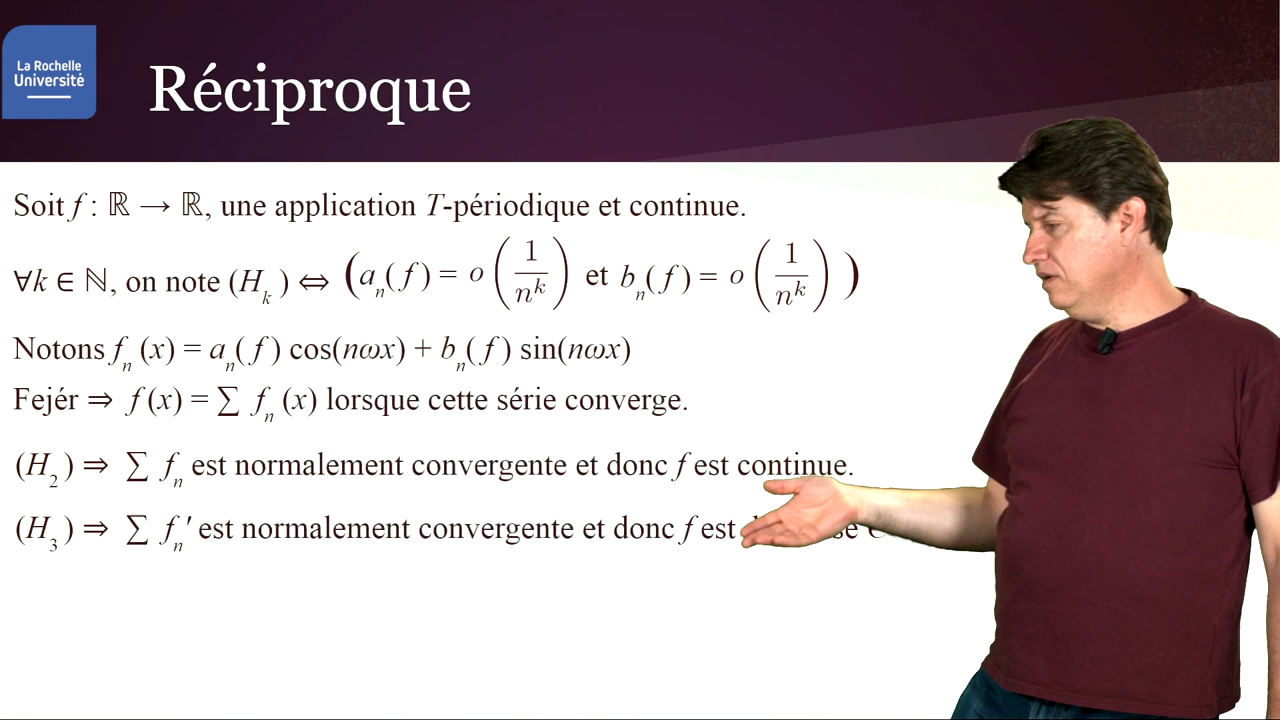 La Rochelle
Université
Réciproque
Soit f : ℝ → ℝ, une application T-périodique et continue.
∀k ∈ ℕ, on note (H_k) ⇔ (a_n(f) = o(1/n^k) et b_n(f) = o(1/n^k))
Notons f_n(x) = a_n(f) cos(nωx) + b_n(f) sin(nωx)
Fejér ⇒ f(x) = ∑ f_n(x) lorsque cette série converge.
(H_2) ⇒ ∑ f_n est normalement convergente et donc f est continue.
(H_3) ⇒ ∑ f_n′ est normalement convergente et donc f est